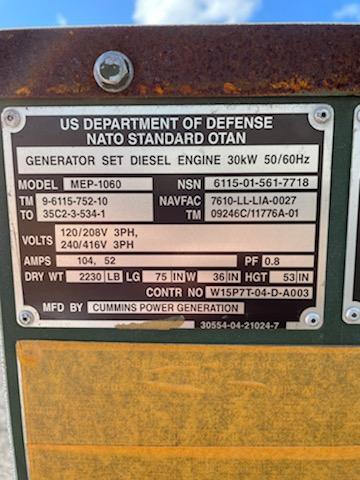 US DEPARTMENT OF DEFENSE
NATO STANDARD OTAN
GENERATOR SET DIESEL ENGINE 30kW 50/60Hz
MODEL MEP-1060 NSN 6115-01-561-7718
TM 9-6115-752-10 NAVFAC 7610-LL-LIA-0027
TO 35C2-3-534-1 TM 09246C/11776A-01
VOLTS 120/208V 3PH,
240/416V 3PH
AMPS 104, 52 PF 0.8
DRY WT 2230 LB LG 75 IN W 36 IN HGT 53 IN
CONTR NO W15P7T-04-D-A003
MFD BY CUMMINS POWER GENERATION
30554-04-21024-7